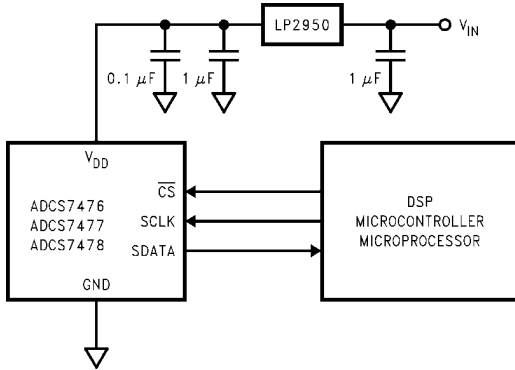 LP2950
V_IN
0.1 μF
1 μF
1 μF
V_DD
ADCS7476
ADCS7477
ADCS7478
C̅S̅
SCLK
SDATA
GND
DSP
MICROCONTROLLER
MICROPROCESSOR